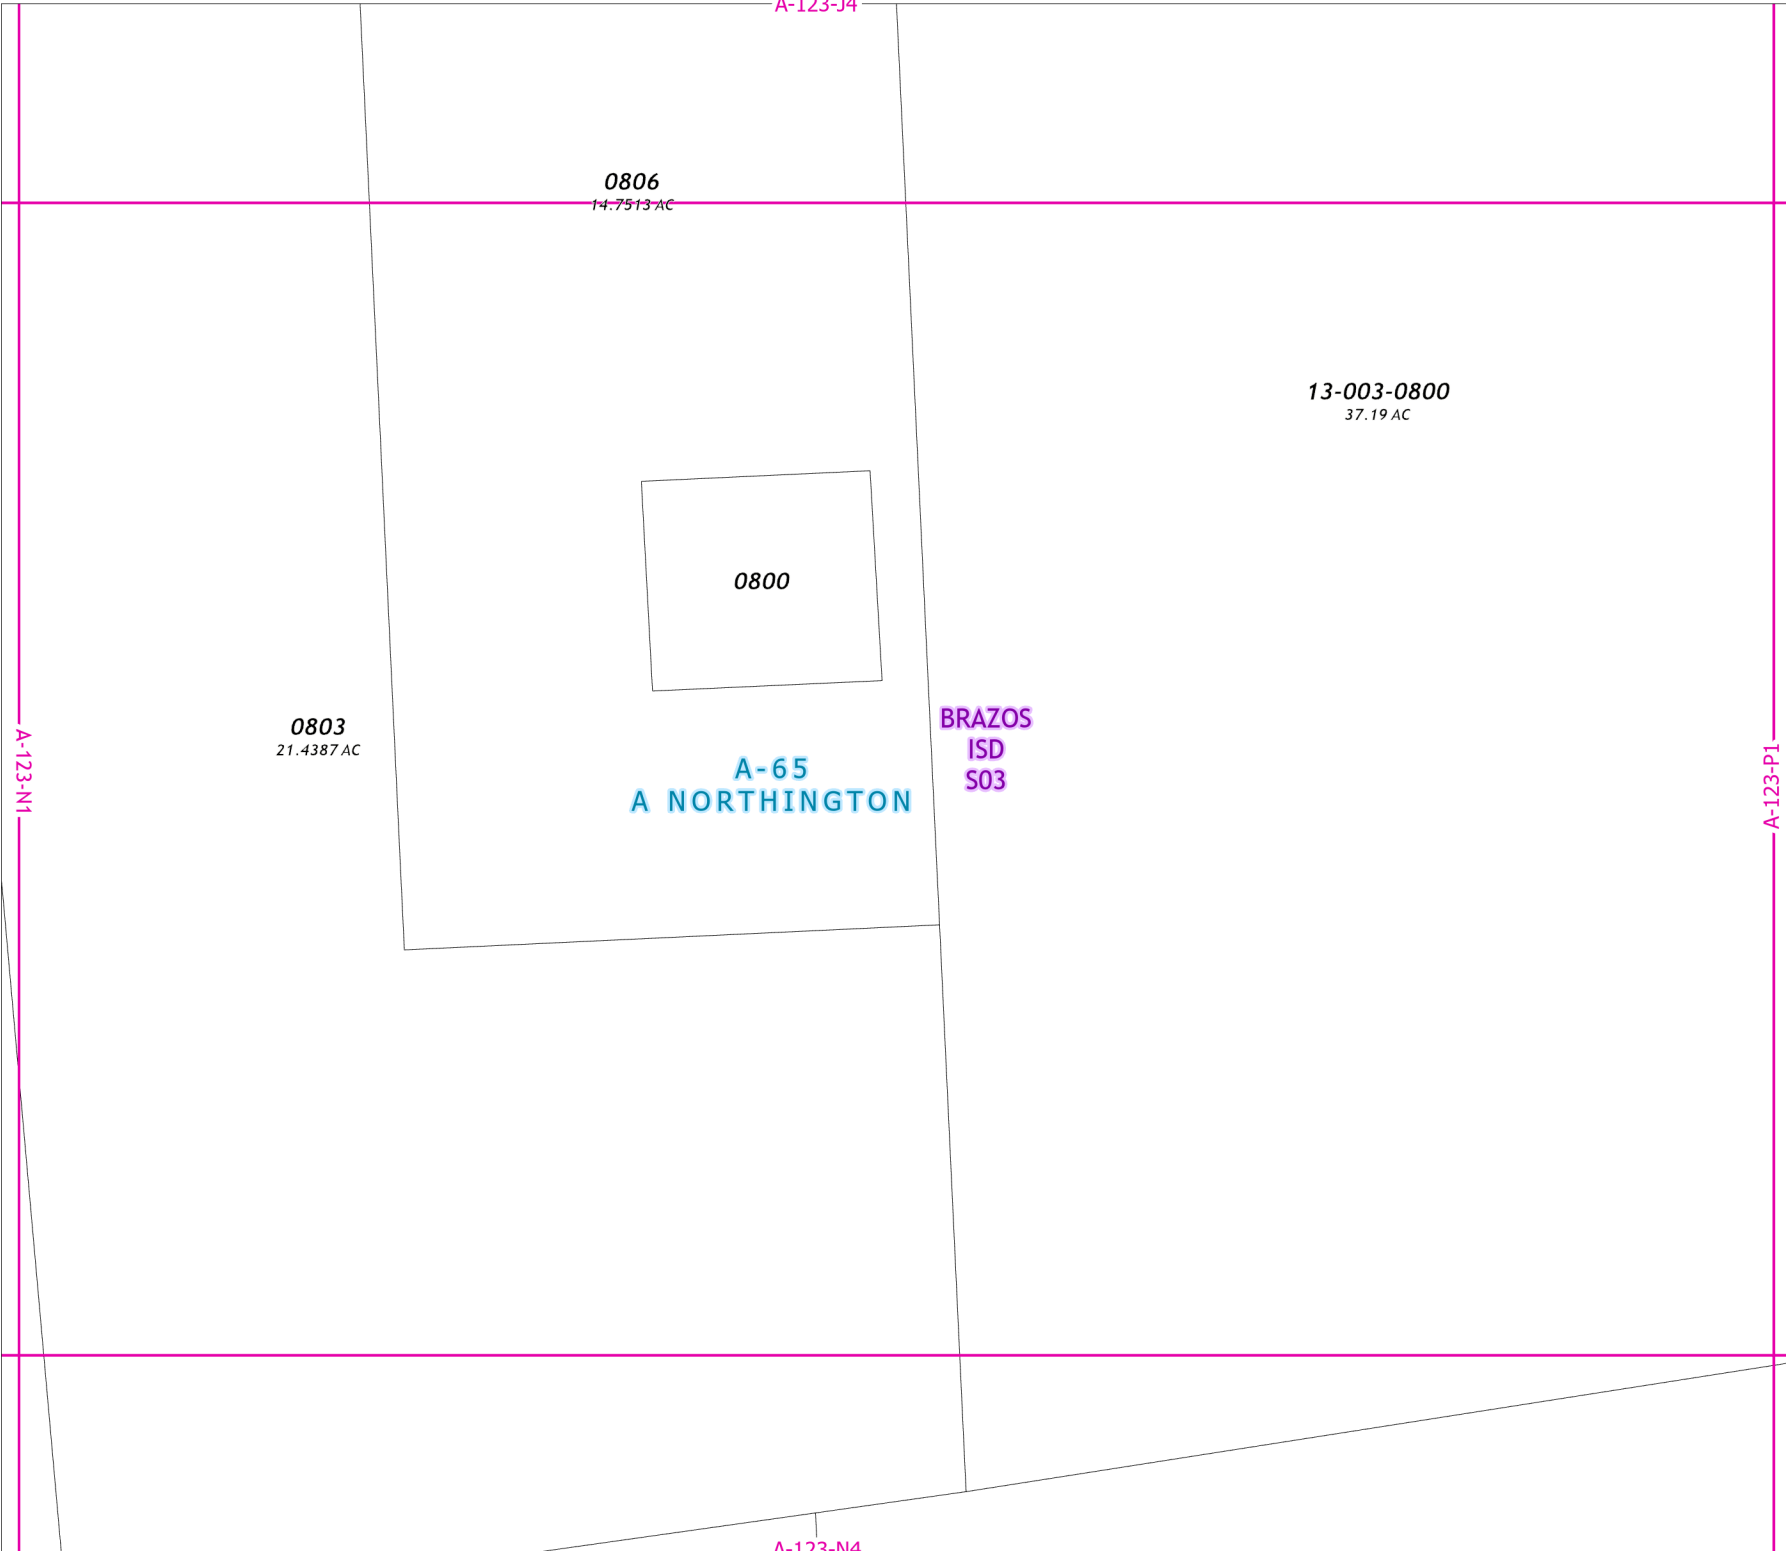 A-123-J4
0806
14.7513 AC
13-003-0800
37.19 AC
0800
0803
21.4387 AC
BRAZOS
ISD
S03
A-65
A NORTHINGTON
A-123-N1
A-123-P1
A-123-N4